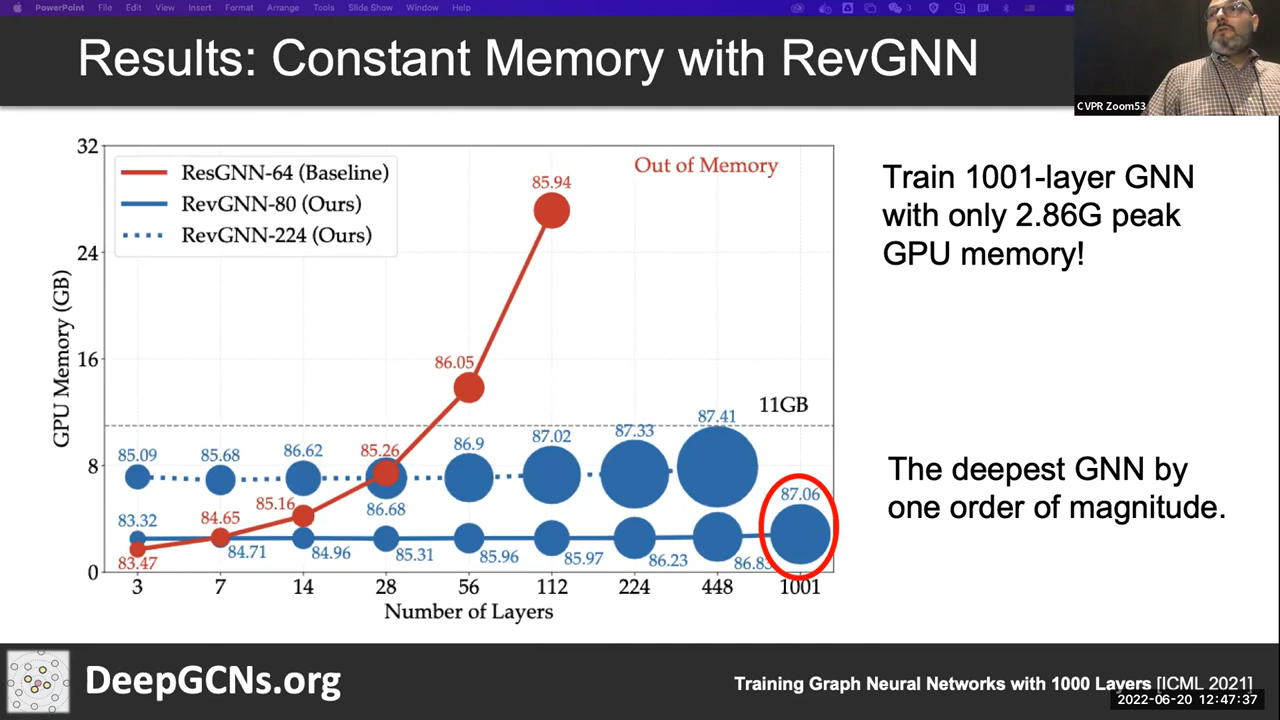 PowerPoint File Edit View Insert Format Arrange Tools Slide Show Window Help
3
Results: Constant Memory with RevGNN
CVPR Zoom53
32
24
16
8
0
GPU Memory (GB)
ResGNN-64 (Baseline)
RevGNN-80 (Ours)
RevGNN-224 (Ours)
Out of Memory
85.94
86.05
11GB
85.09 85.68 86.62 85.26 86.9 87.02 87.33 87.41
86.68
85.16
83.32 84.65
87.06
83.47 84.71 84.96 85.31 85.96 85.97 86.23
3 7 14 28 56 112 224 448 1001
Number of Layers
Train 1001-layer GNN
with only 2.86G peak
GPU memory!
The deepest GNN by
one order of magnitude.
DeepGCNs.org
Training Graph Neural Networks with 1000 Layers [ICML 2021]
2022-06-20 12:47:37